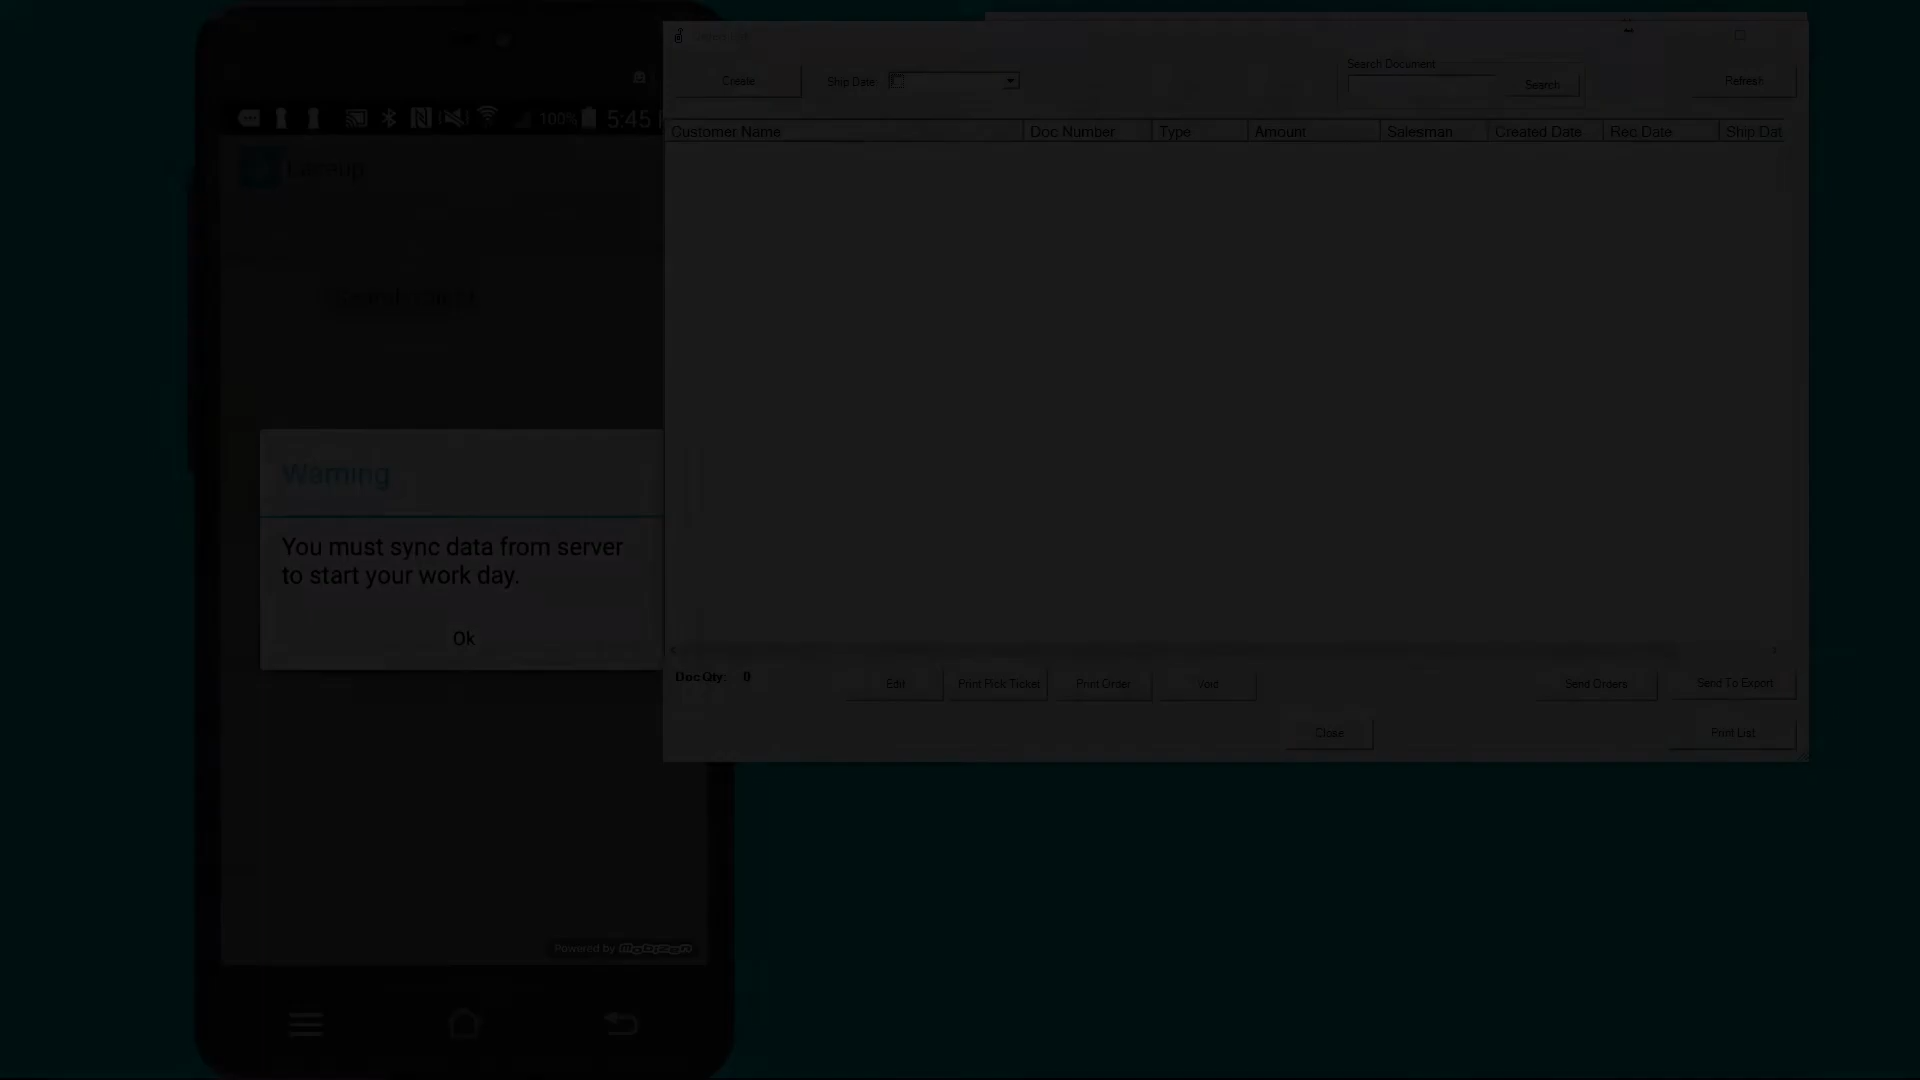 100%
5:45
Laceup
Warning
You must sync data from server
to start your work day.
Ok
Powered by mobizen
Create
Ship Date:
Search Document
Search
Refresh
Customer Name
Doc Number
Type
Amount
Salesman
Created Date
Rec Date
Ship Dat
Doc Qty: 0
Edit
Print Pick Ticket
Print Order
Void
Send Orders
Send To Export
Close
Print List